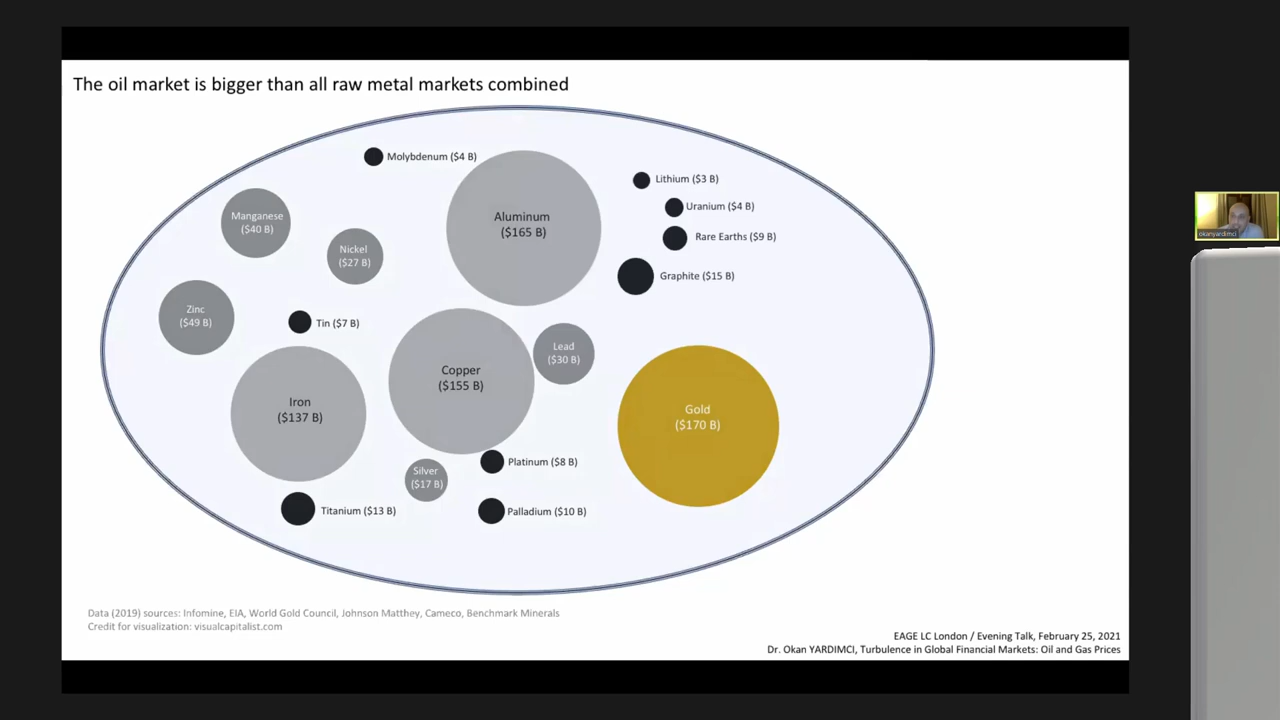 The oil market is bigger than all raw metal markets combined
Molybdenum ($4 B)
Aluminum
($165 B)
Lithium ($3 B)
Uranium ($4 B)
Rare Earths ($9 B)
Graphite ($15 B)
Manganese
($40 B)
Nickel
($27 B)
Zinc
($49 B)
Tin ($7 B)
Lead
($30 B)
Copper
($155 B)
Iron
($137 B)
Gold
($170 B)
Silver
($17 B)
Platinum ($8 B)
Titanium ($13 B)
Palladium ($10 B)
Data (2019) sources: Infomine, EIA, World Gold Council, Johnson Matthey, Cameco, Benchmark Minerals
Credit for visualization: visualcapitalist.com
EAGE LC London / Evening Talk, February 25, 2021
Dr. Okan YARDIMCI, Turbulence in Global Financial Markets: Oil and Gas Prices
okanyardimci